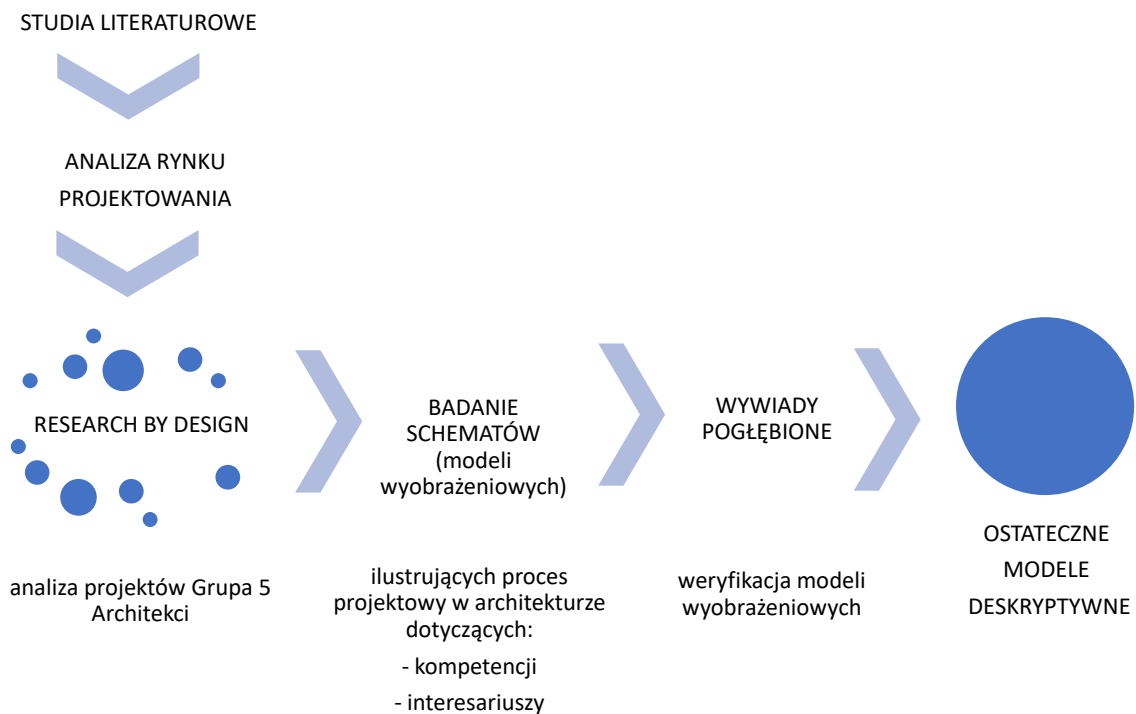 STUDIA LITERATUROWE
ANALIZA RYNKU
PROJEKTOWANIA
RESEARCH BY DESIGN
analiza projektów Grupa 5
Architekci
BADANIE
SCHEMATÓW
(modeli
wyobrażeniowych)
ilustrujących proces
projektowy w architekturze
dotyczących:
- kompetencji
- interesariuszy
WYWIADY
POGŁĘBIONE
weryfikacja modeli
wyobrażeniowych
OSTATECZNE
MODELE
DESKRYPTYWNE